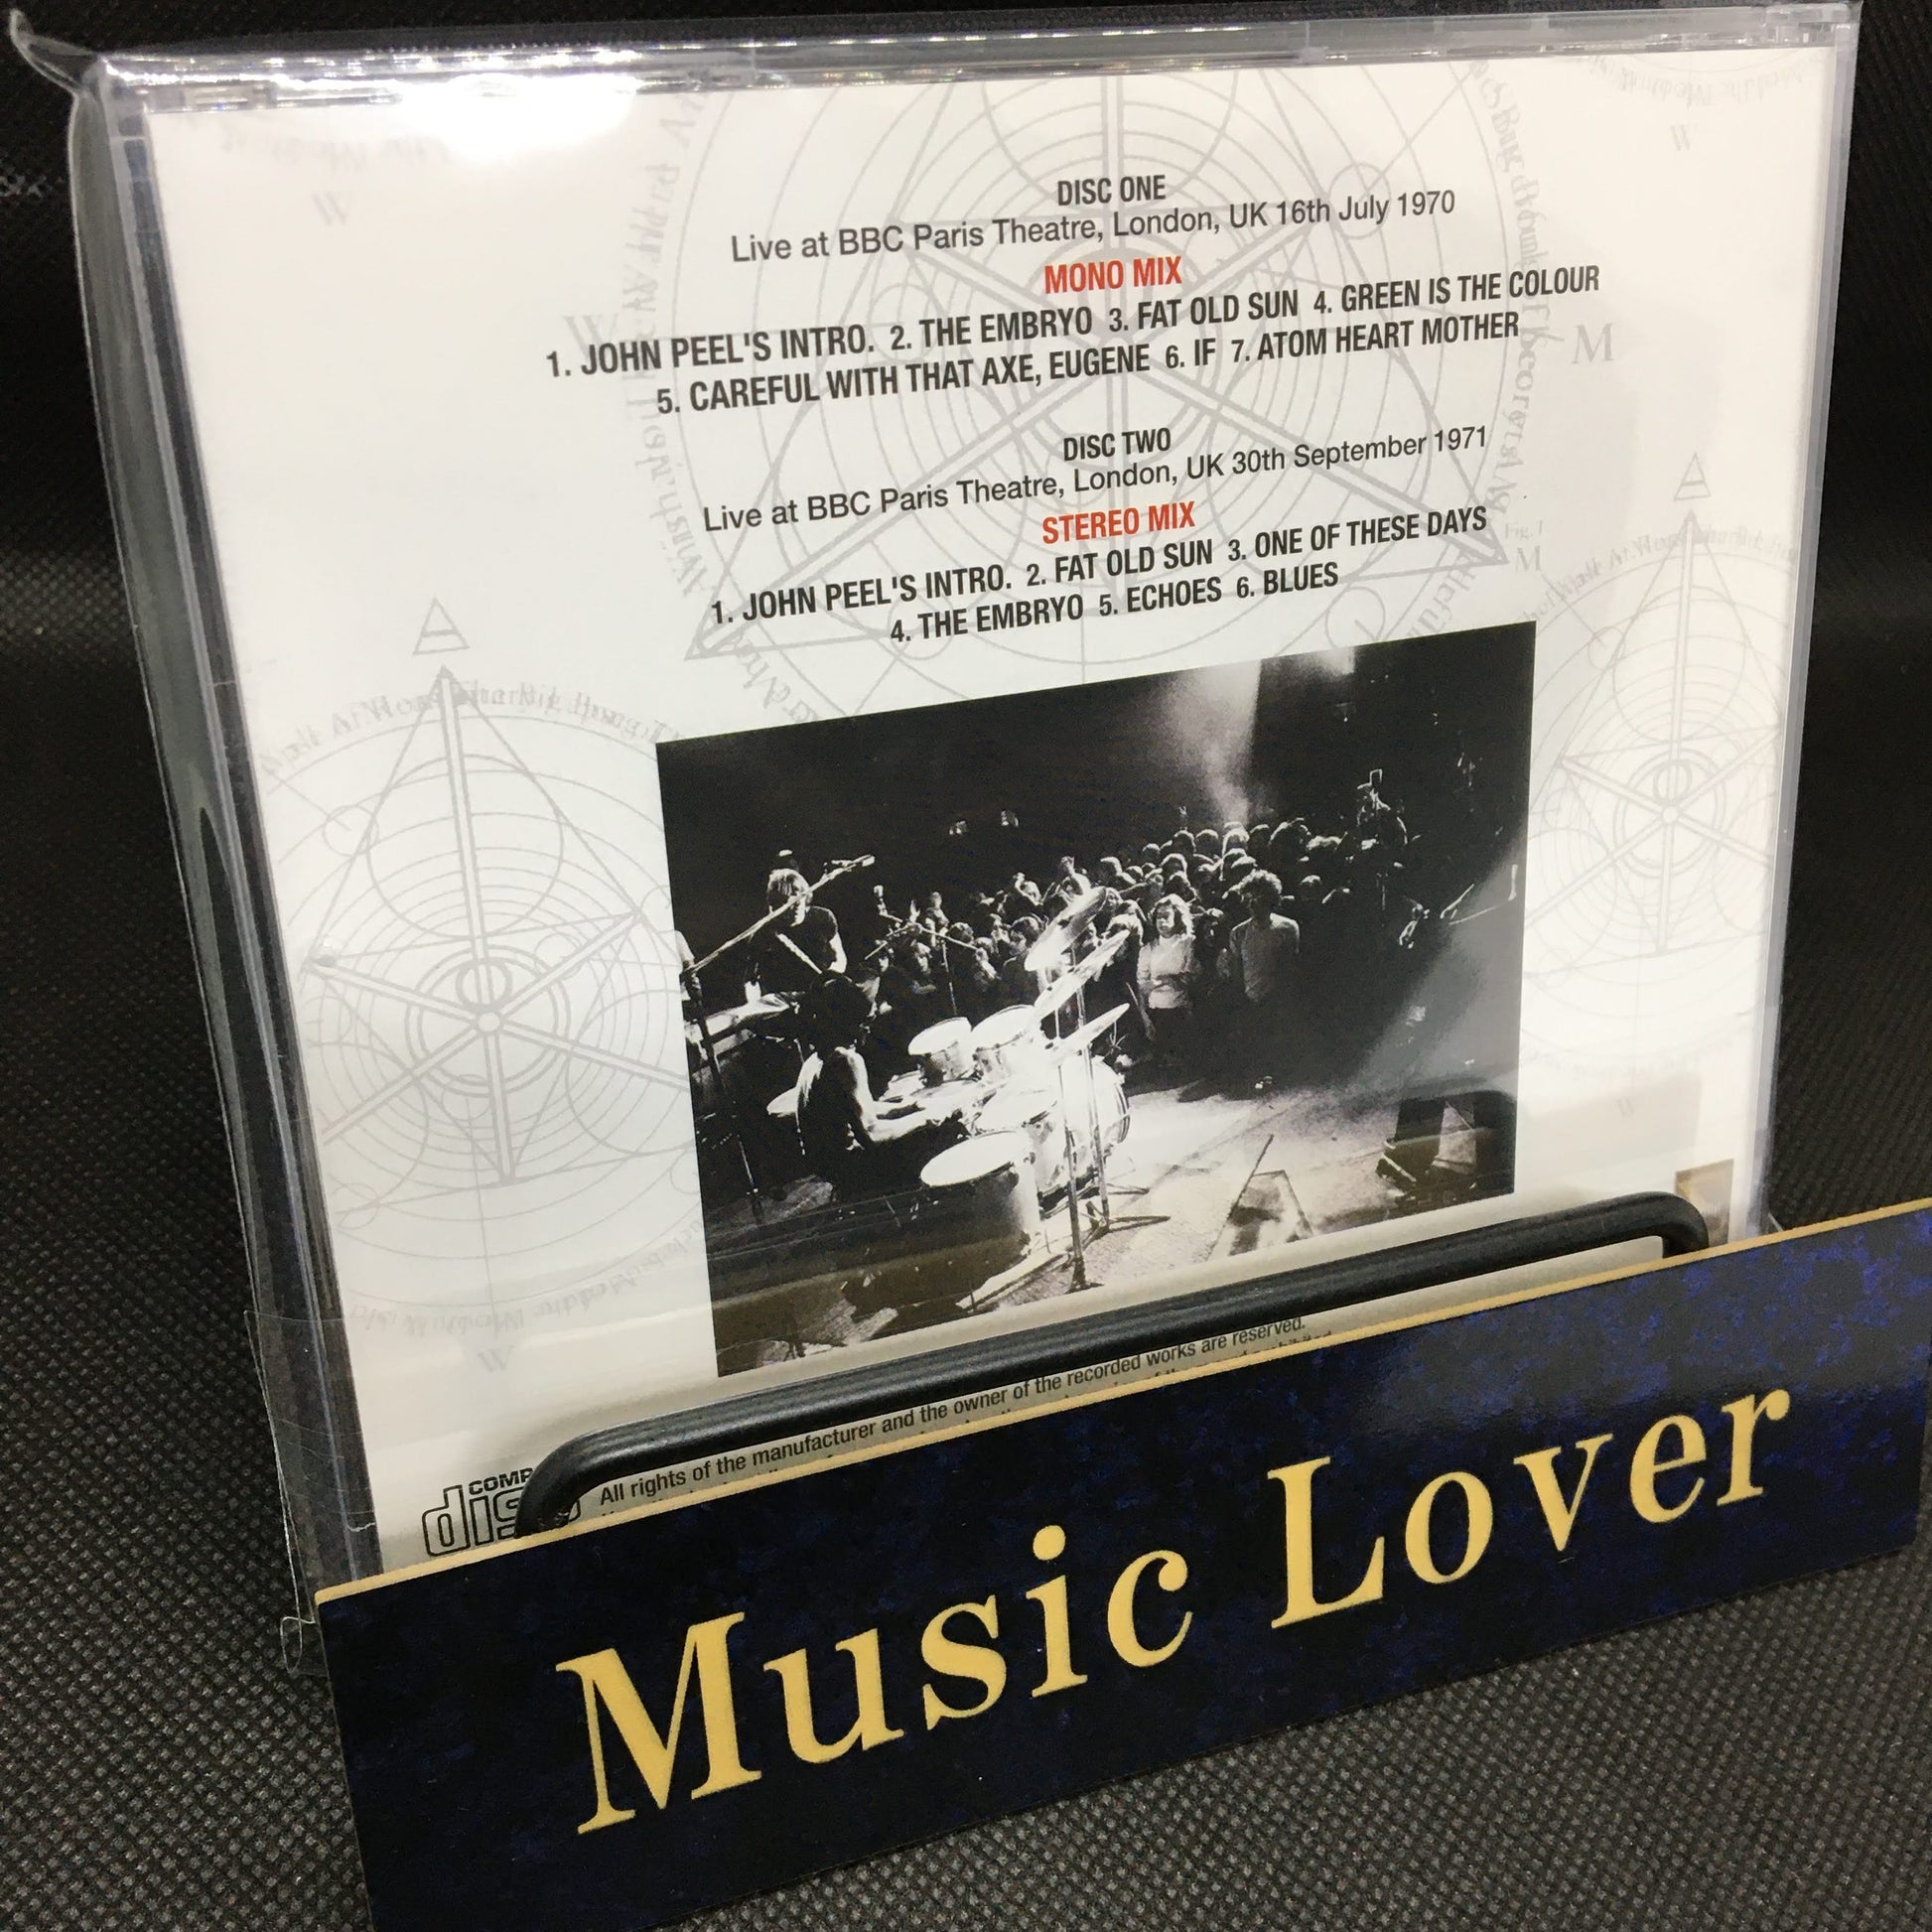 DISC ONE
Live at BBC Paris Theatre, London, UK 16th July 1970
MONO MIX
1. JOHN PEEL'S INTRO. 2. THE EMBRYO 3. FAT OLD SUN 4. GREEN IS THE COLOUR
5. CAREFUL WITH THAT AXE, EUGENE 6. IF 7. ATOM HEART MOTHER
DISC TWO
Live at BBC Paris Theatre, London, UK 30th September 1971
STEREO MIX
1. JOHN PEEL'S INTRO. 2. FAT OLD SUN 3. ONE OF THESE DAYS
4. THE EMBRYO 5. ECHOES 6. BLUES
All rights of the manufacturer and the owner of the recorded works are reserved.
Music Lover